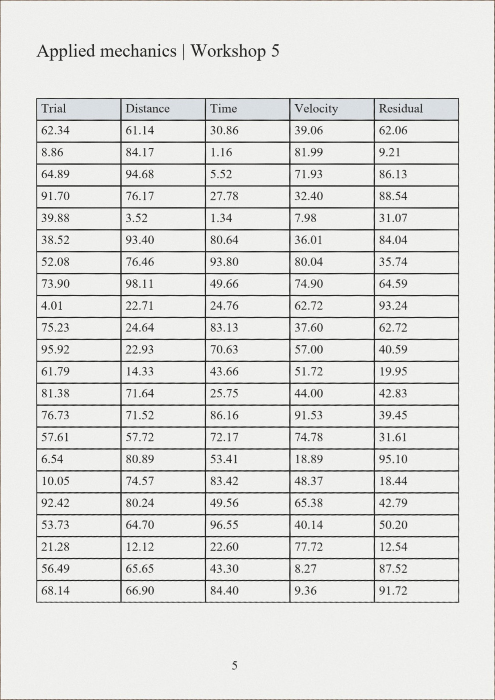 Applied mechanics | Workshop 5
Trial Distance Time Velocity Residual
62.34 61.14 30.86 39.06 62.06
8.86 84.17 1.16 81.99 9.21
64.89 94.68 5.52 71.93 86.13
91.70 76.17 27.78 32.40 88.54
39.88 3.52 1.34 7.98 31.07
38.52 93.40 80.64 36.01 84.04
52.08 76.46 93.80 80.04 35.74
73.90 98.11 49.66 74.90 64.59
4.01 22.71 24.76 62.72 93.24
75.23 24.64 83.13 37.60 62.72
95.92 22.93 70.63 57.00 40.59
61.79 14.33 43.66 51.72 19.95
81.38 71.64 25.75 44.00 42.83
76.73 71.52 86.16 91.53 39.45
57.61 57.72 72.17 74.78 31.61
6.54 80.89 53.41 18.89 95.10
10.05 74.57 83.42 48.37 18.44
92.42 80.24 49.56 65.38 42.79
53.73 64.70 96.55 40.14 50.20
21.28 12.12 22.60 77.72 12.54
56.49 65.65 43.30 8.27 87.52
68.14 66.90 84.40 9.36 91.72
5